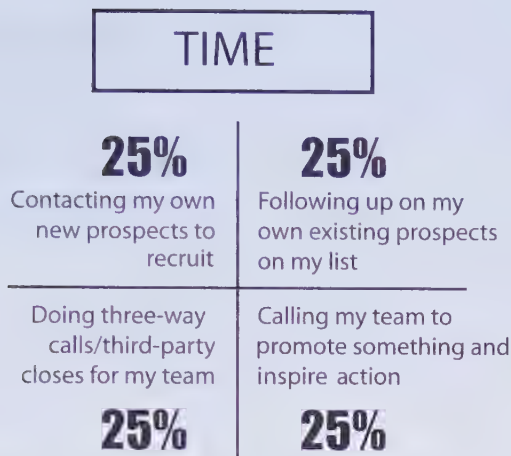 TIME
25%
Contacting my own
new prospects to
recruit
25%
Following up on my
own existing prospects
on my list
Doing three-way
calls/third-party
closes for my team
25%
Calling my team to
promote something and
inspire action
25%